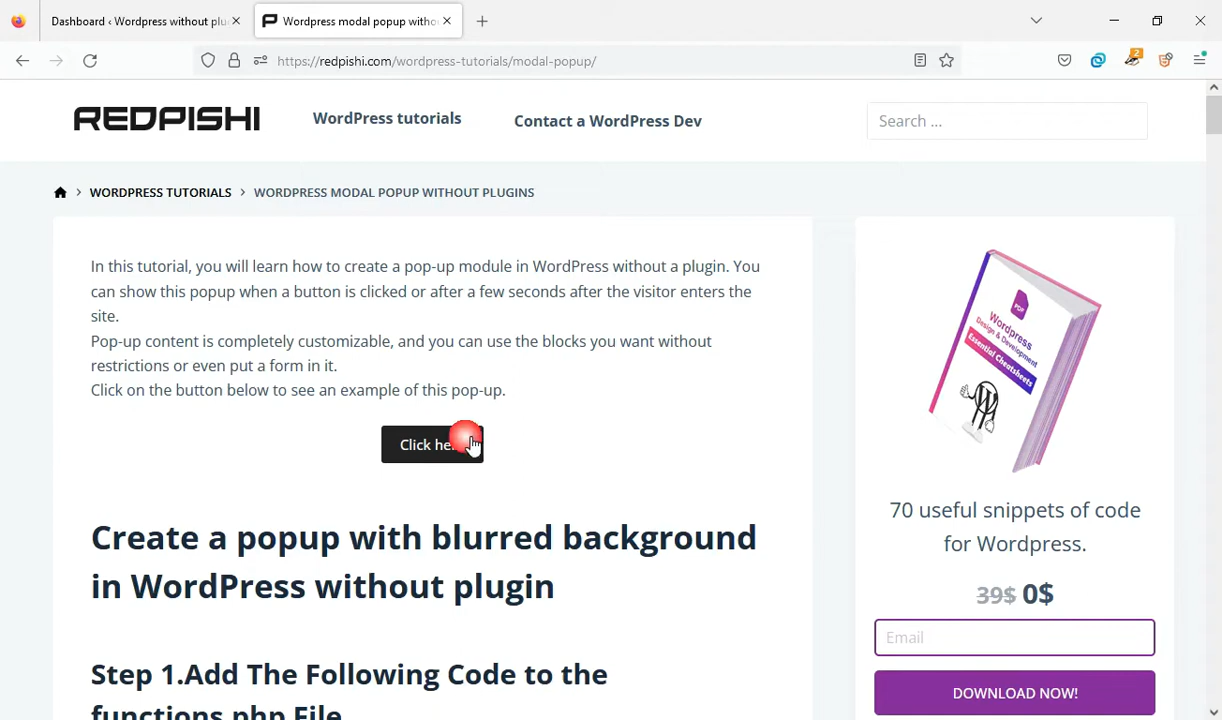 Dashboard ‹ Wordpress without plu
Wordpress modal popup witho
https://redpishi.com/wordpress-tutorials/modal-popup/
2
REDPISHI
WordPress tutorials
Contact a WordPress Dev
Search ...
WORDPRESS TUTORIALS > WORDPRESS MODAL POPUP WITHOUT PLUGINS
In this tutorial, you will learn how to create a pop-up module in WordPress without a plugin. You
can show this popup when a button is clicked or after a few seconds after the visitor enters the
site.
Pop-up content is completely customizable, and you can use the blocks you want without
restrictions or even put a form in it.
Click on the button below to see an example of this pop-up.
Click he
Create a popup with blurred background
in WordPress without plugin
Step 1.Add The Following Code to the
functions.php File
PDF
Wordpress
Design & Development
Essential Cheatsheets
70 useful snippets of code
for Wordpress.
39$ 0$
Email
DOWNLOAD NOW!